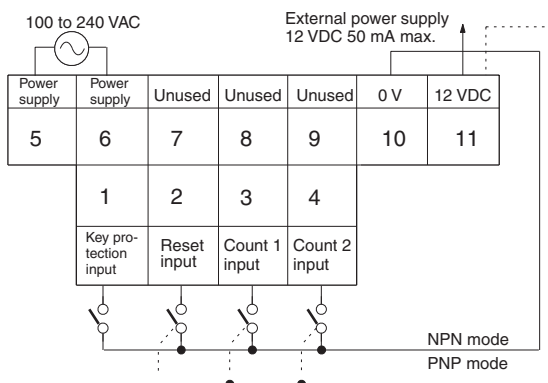 100 to 240 VAC
External power supply
12 VDC 50 mA max.
Power supply
Power supply
Unused
Unused
Unused
0 V
12 VDC
5
6
7
8
9
10
11
1
2
3
4
Key pro-
tection
input
Reset
input
Count 1
input
Count 2
input
NPN mode
PNP mode